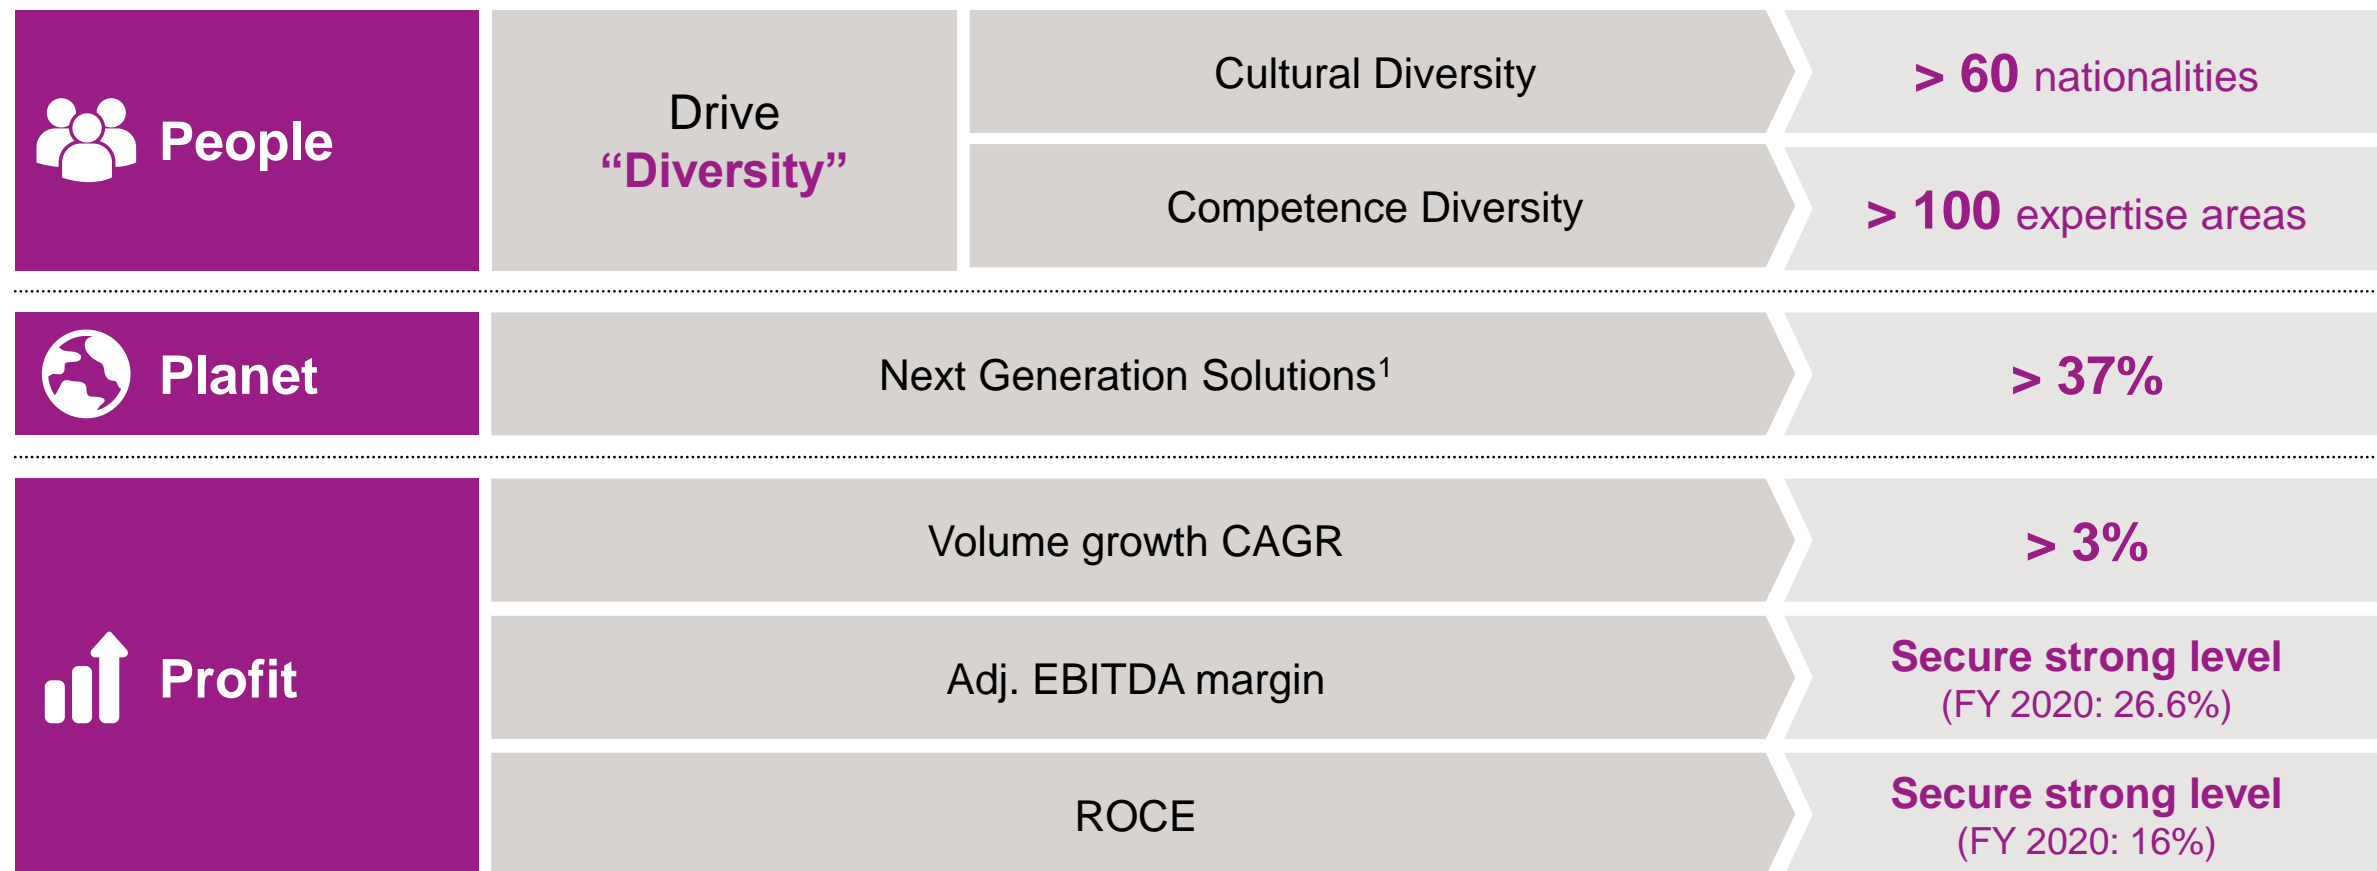 People
Drive
“Diversity”
Cultural Diversity
> 60 nationalities
Competence Diversity
> 100 expertise areas
Planet
Next Generation Solutions¹
> 37%
Profit
Volume growth CAGR
> 3%
Adj. EBITDA margin
Secure strong level
(FY 2020: 26.6%)
ROCE
Secure strong level
(FY 2020: 16%)